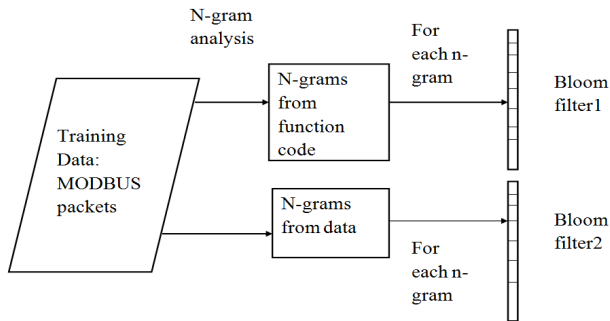 N-gram
analysis
For
each n-
gram
N-grams
from
function
code
Bloom
filter1
Training
Data:
MODBUS
packets
N-grams
from data
Bloom
filter2
For
each n-
gram